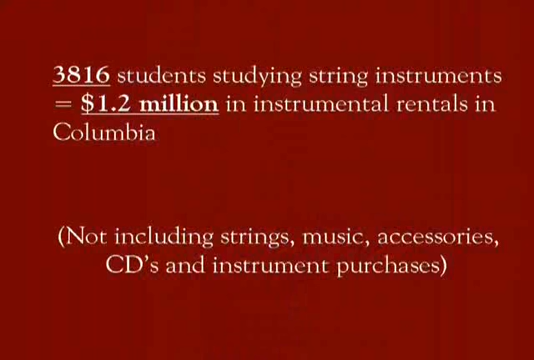 3816 students studying string instruments
= $1.2 million in instrumental rentals in
Columbia
(Not including strings, music, accessories,
CD's and instrument purchases)